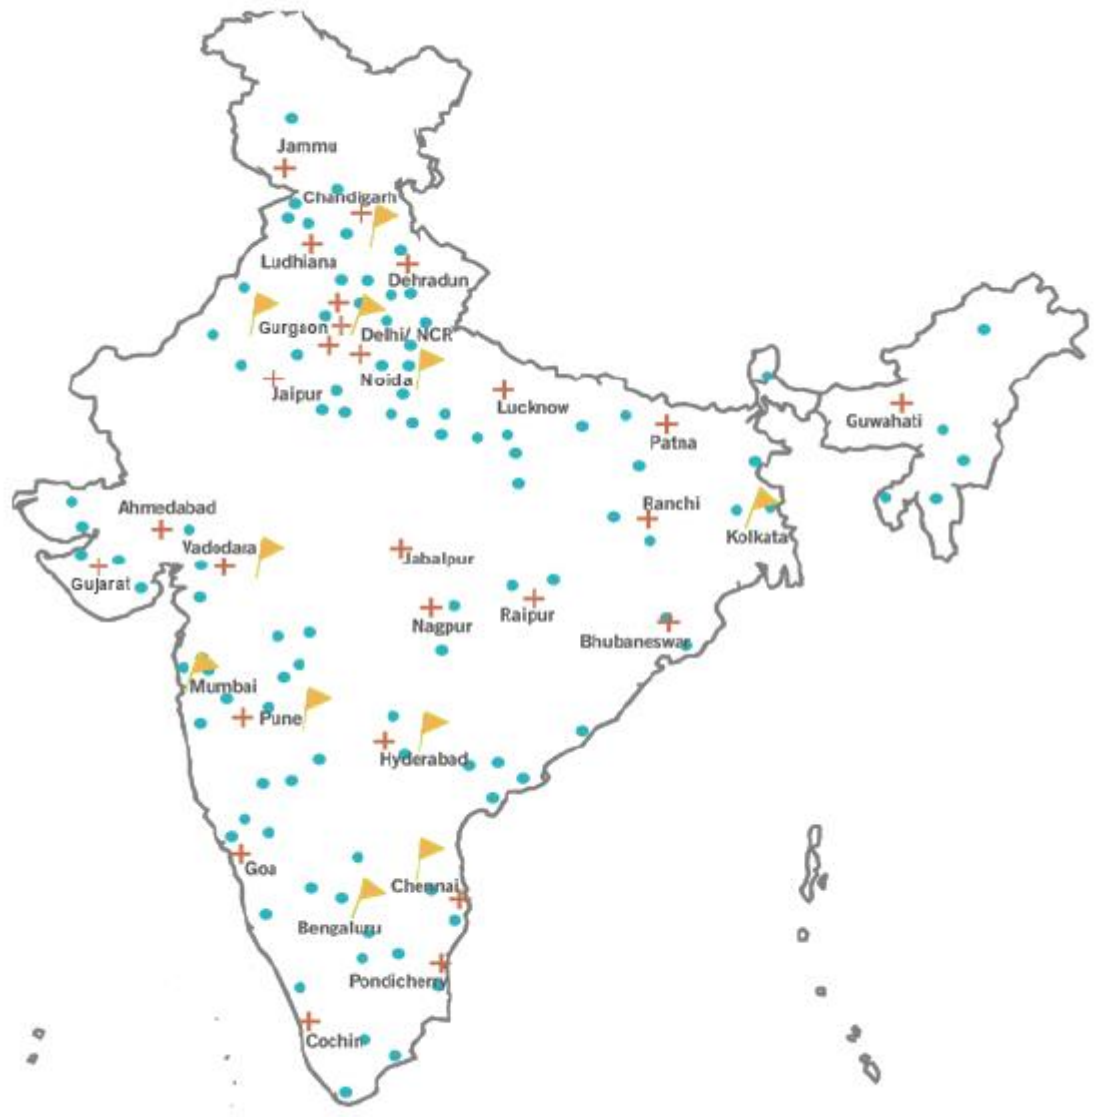 Jammu
Chandigarh
Ludhiana
Dehradun
Gurgaon
Delhi/ NCR
Noida
Jaipur
Lucknow
Guwahati
Patna
Ahmedabad
Ranchi
Kolkata
Vadodara
Jabalpur
Gujarat
Raipur
Nagpur
Bhubaneswar
Mumbai
Pune
Hyderabad
Goa
Chennai
Bengaluru
Pondicherry
Cochin